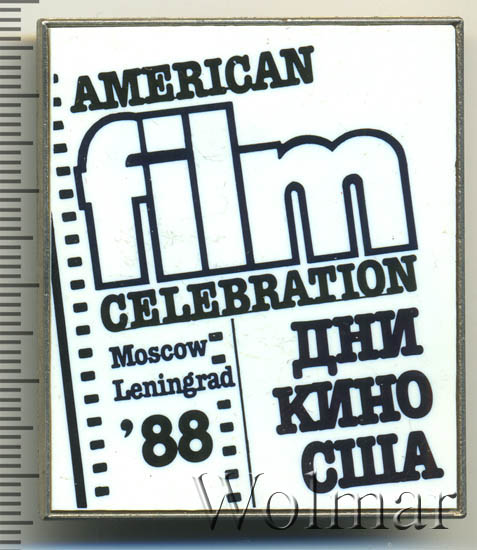 AMERICAN
film
CELEBRATION
Moscow
Leningrad
'88
ДНИ
КИНО
США
Wolmar